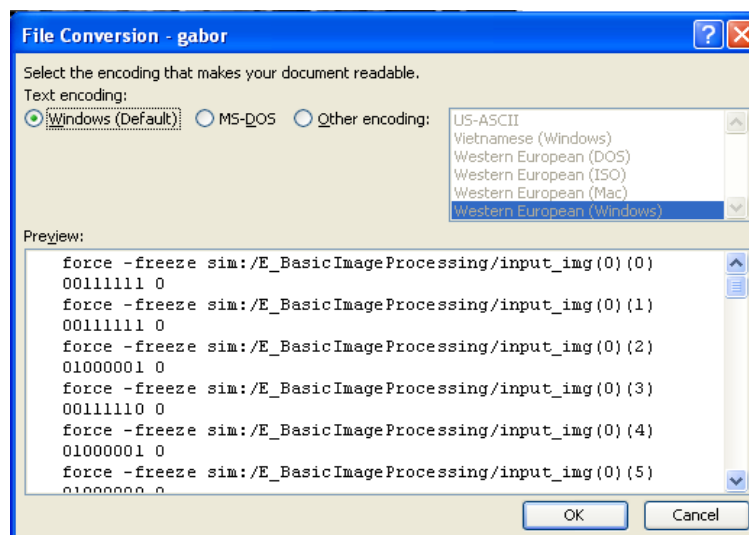 File Conversion - gabor
Select the encoding that makes your document readable.
Text encoding:
Windows (Default) MS-DOS Other encoding:
US-ASCII
Vietnamese (Windows)
Western European (DOS)
Western European (ISO)
Western European (Mac)
Western European (Windows)
Preview:
force -freeze sim:/E_BasicImageProcessing/input_img(0)(0)
00111111 0
force -freeze sim:/E_BasicImageProcessing/input_img(0)(1)
00111111 0
force -freeze sim:/E_BasicImageProcessing/input_img(0)(2)
01000001 0
force -freeze sim:/E_BasicImageProcessing/input_img(0)(3)
00111110 0
force -freeze sim:/E_BasicImageProcessing/input_img(0)(4)
01000001 0
force -freeze sim:/E_BasicImageProcessing/input_img(0)(5)
01000000 0
OK Cancel